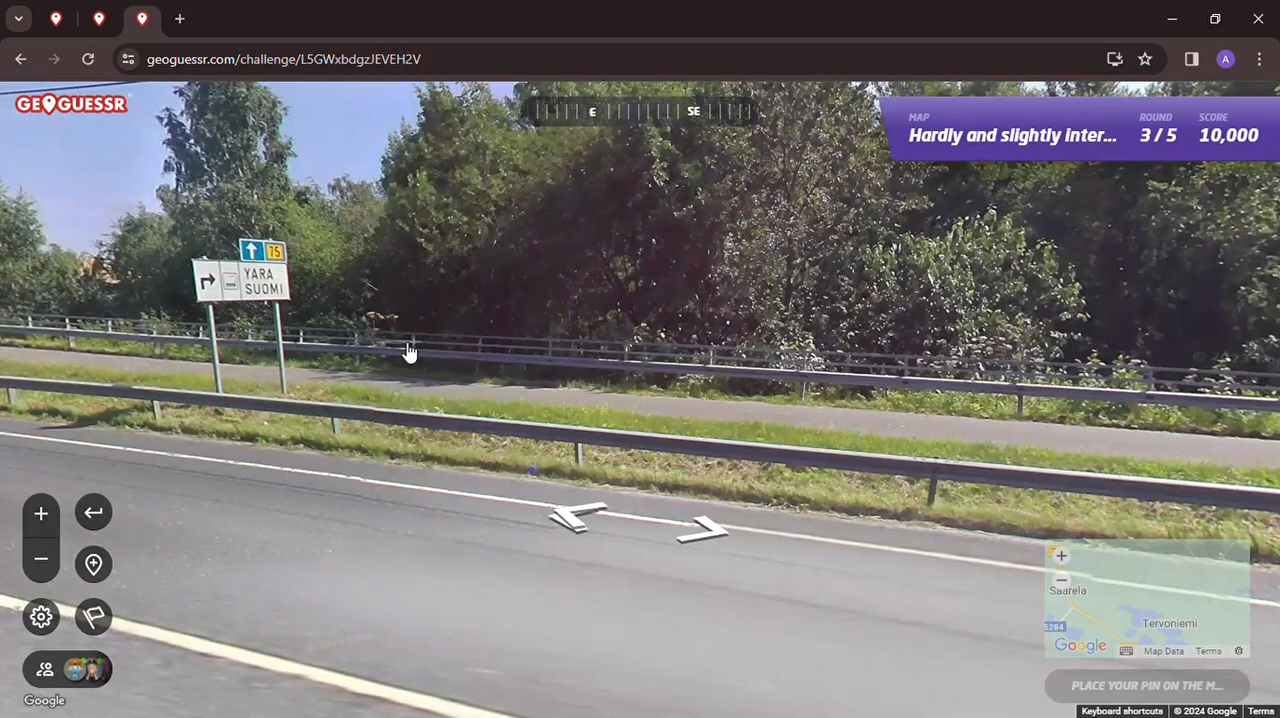 geoguessr.com/challenge/L5GWxbdgzJEVEH2V
A
GEOGUESSR
E
SE
MAP
ROUND
SCORE
Hardly and slightly inter...
3 / 5
10,000
15
YARA
SUOMI
Saarela
5284
Tervoniemi
Google
Map Data
Terms
PLACE YOUR PIN ON THE M...
Google
Keyboard shortcuts
© 2024 Google
Terms